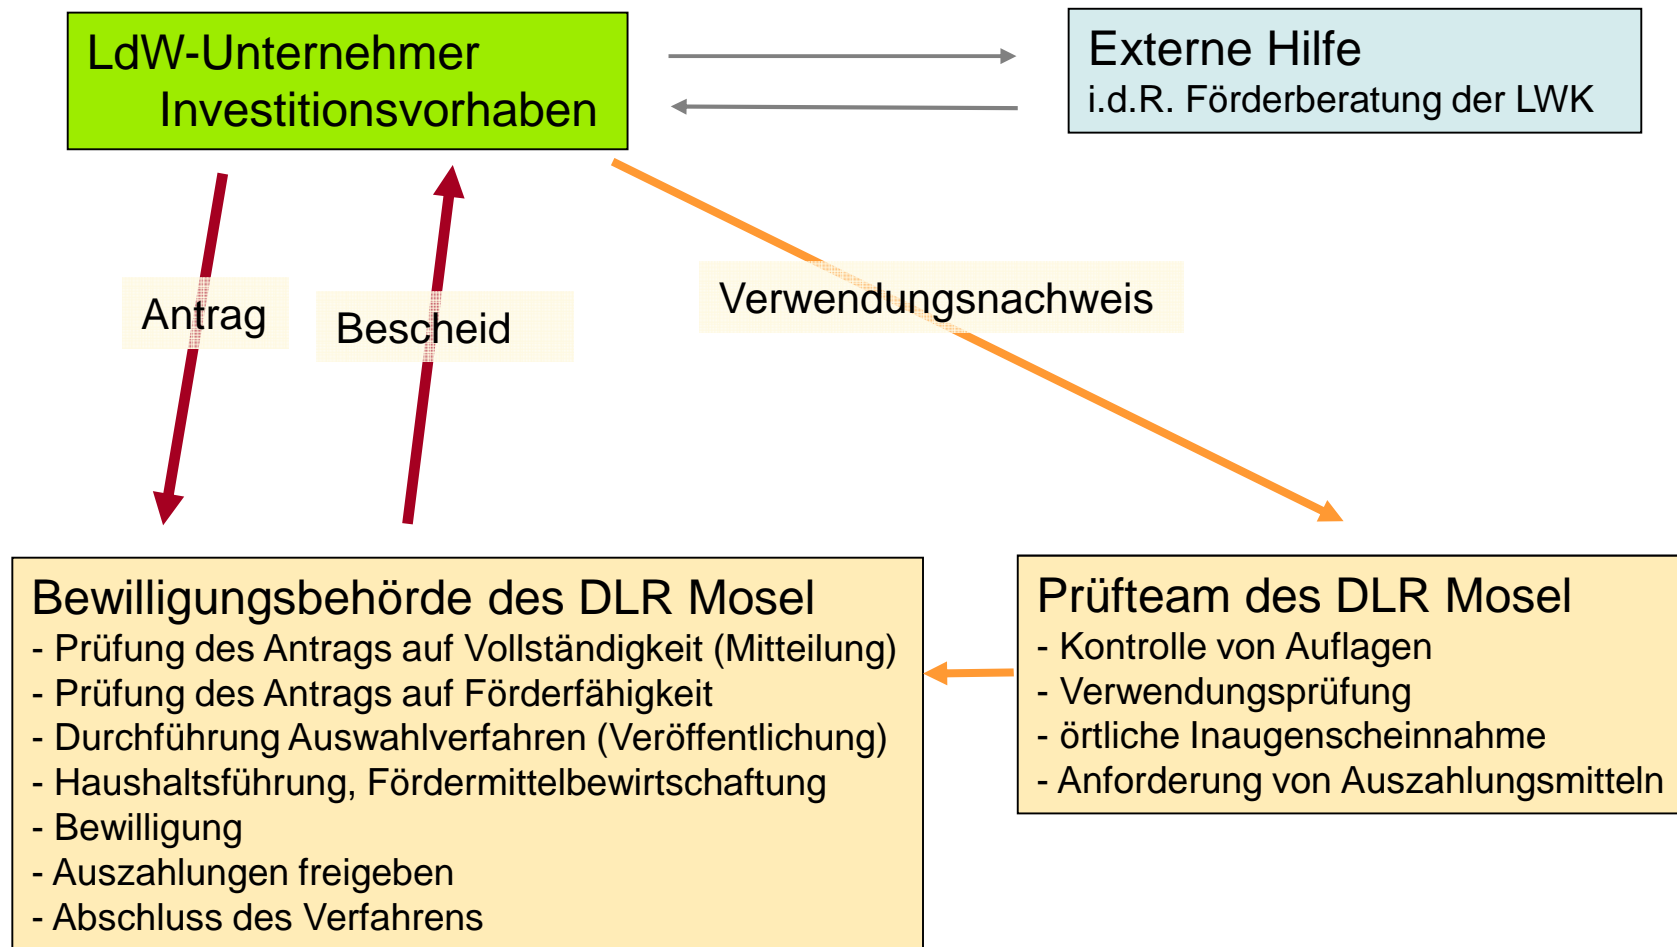 LdW-Unternehmer
Investitionsvorhaben
Externe Hilfe
i.d.R. Förderberatung der LWK
Antrag
Bescheid
Verwendungsnachweis
Bewilligungsbehörde des DLR Mosel
- Prüfung des Antrags auf Vollständigkeit (Mitteilung)
- Prüfung des Antrags auf Förderfähigkeit
- Durchführung Auswahlverfahren (Veröffentlichung)
- Haushaltsführung, Fördermittelbewirtschaftung
- Bewilligung
- Auszahlungen freigeben
- Abschluss des Verfahrens
Prüfteam des DLR Mosel
- Kontrolle von Auflagen
- Verwendungsprüfung
- örtliche Inaugenscheinnahme
- Anforderung von Auszahlungsmitteln